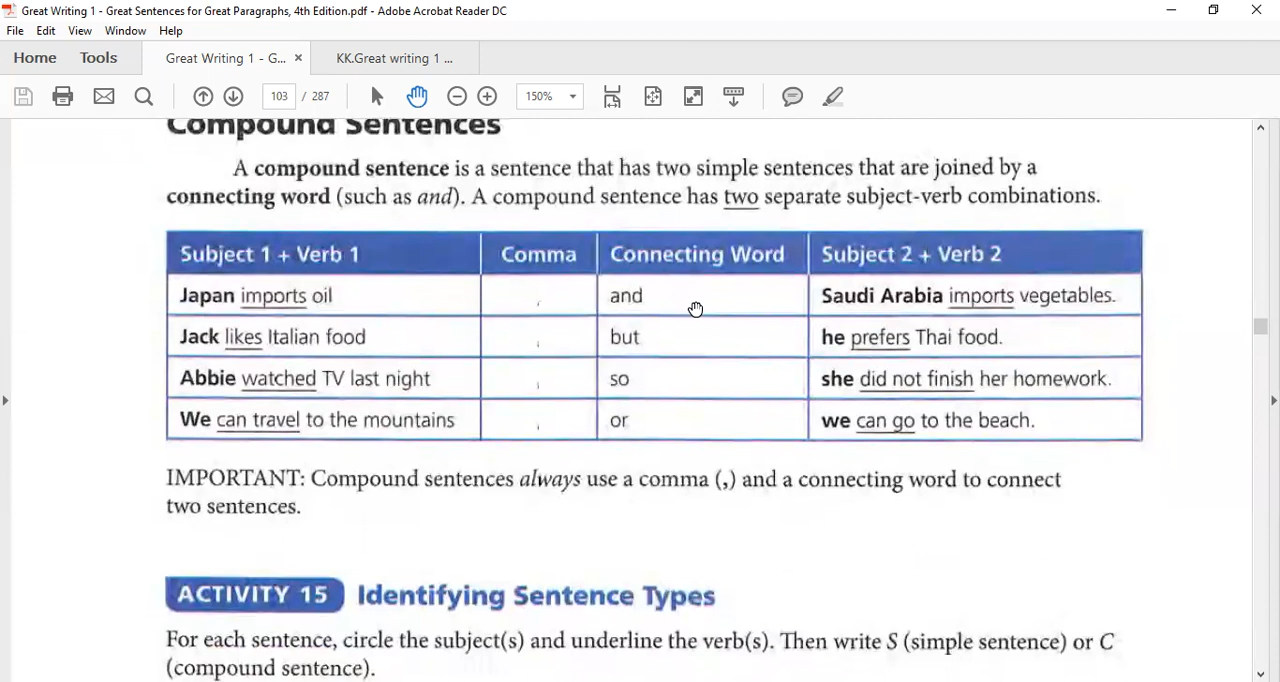 Great Writing 1 - Great Sentences for Great Paragraphs, 4th Edition.pdf - Adobe Acrobat Reader DC
File Edit View Window Help
Home Tools Great Writing 1 - G... × KK.Great writing 1 ...
103 / 287 150%
Compound Sentences
A compound sentence is a sentence that has two simple sentences that are joined by a
connecting word (such as and). A compound sentence has two separate subject-verb combinations.
Subject 1 + Verb 1 Comma Connecting Word Subject 2 + Verb 2
Japan imports oil , and Saudi Arabia imports vegetables.
Jack likes Italian food , but he prefers Thai food.
Abbie watched TV last night , so she did not finish her homework.
We can travel to the mountains , or we can go to the beach.
IMPORTANT: Compound sentences always use a comma (,) and a connecting word to connect
two sentences.
ACTIVITY 15 Identifying Sentence Types
For each sentence, circle the subject(s) and underline the verb(s). Then write S (simple sentence) or C
(compound sentence).